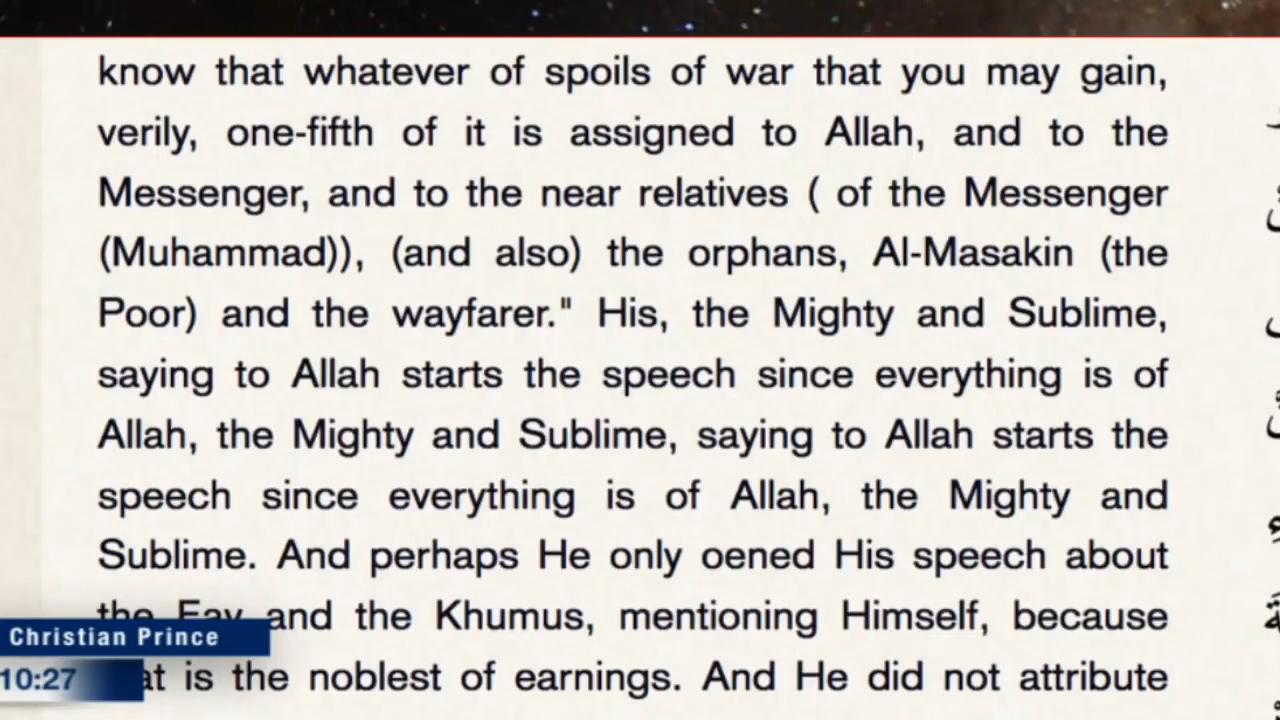 know that whatever of spoils of war that you may gain,
verily, one-fifth of it is assigned to Allah, and to the
Messenger, and to the near relatives ( of the Messenger
(Muhammad)), (and also) the orphans, Al-Masakin (the
Poor) and the wayfarer." His, the Mighty and Sublime,
saying to Allah starts the speech since everything is of
Allah, the Mighty and Sublime, saying to Allah starts the
speech since everything is of Allah, the Mighty and
Sublime. And perhaps He only oened His speech about
the Fay and the Khumus, mentioning Himself, because
is the noblest of earnings. And He did not attribute
Christian Prince
10:27